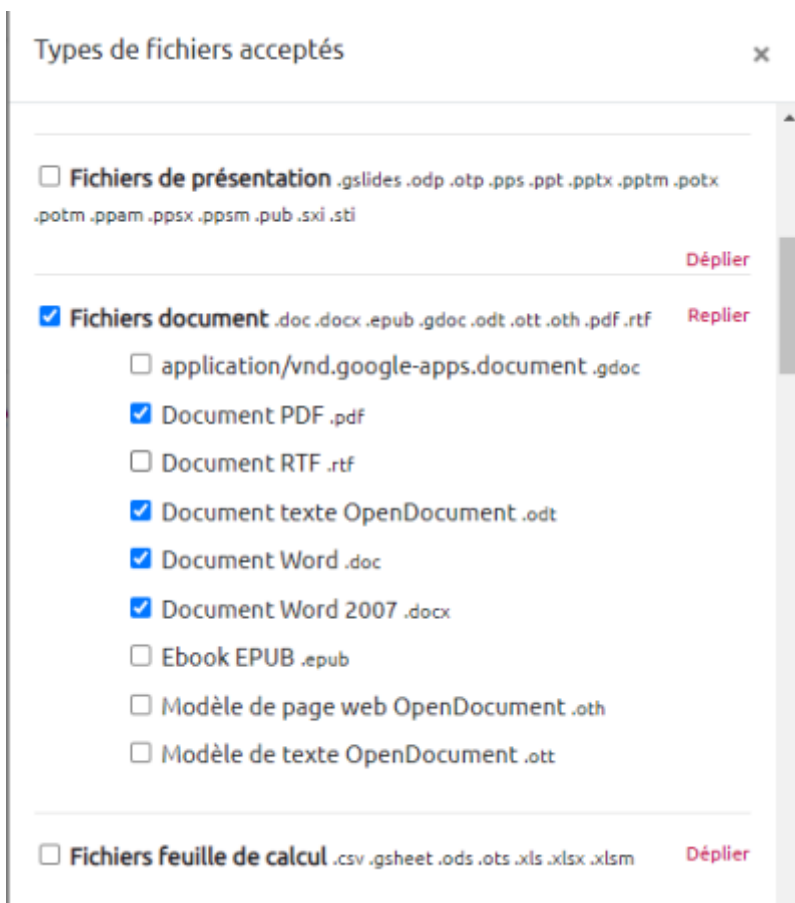 Types de fichiers acceptés ×
Fichiers de présentation .gslides .odp .otp .pps .ppt .pptx .pptm .potx
.potm .ppam .ppsx .ppsm .pub .sxi .sti
Déplier
Fichiers document .doc .docx .epub .gdoc .odt .ott .oth .pdf .rtf Replier
application/vnd.google-apps.document .gdoc
Document PDF .pdf
Document RTF .rtf
Document texte OpenDocument .odt
Document Word .doc
Document Word 2007 .docx
Ebook EPUB .epub
Modèle de page web OpenDocument .oth
Modèle de texte OpenDocument .ott
Fichiers feuille de calcul .csv .gsheet .ods .ots .xls .xlsx .xlsm Déplier